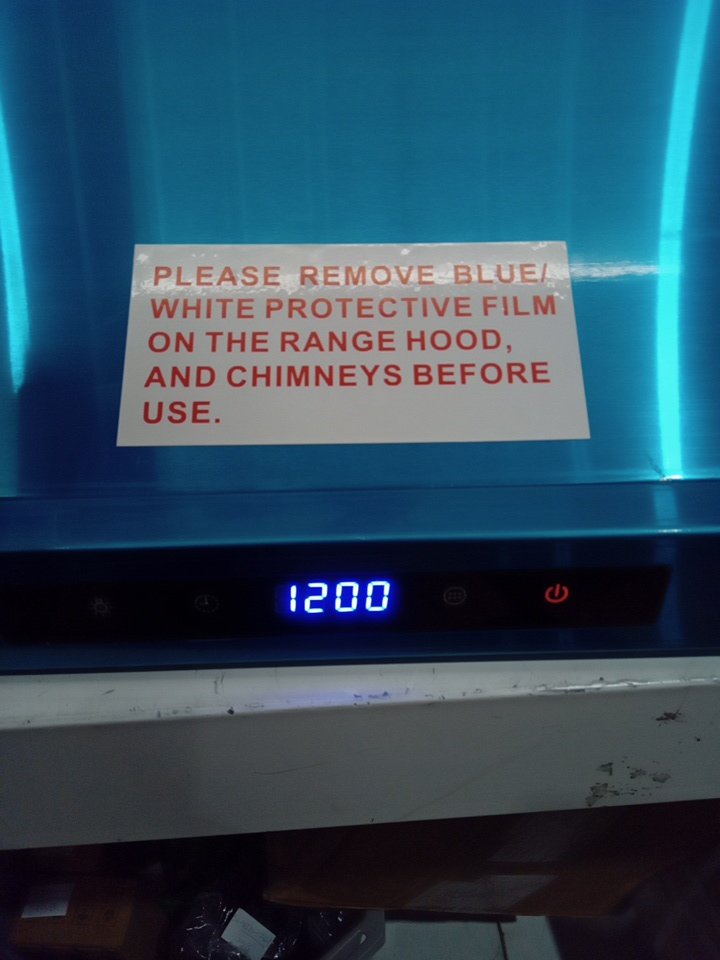 PLEASE REMOVE BLUE/
WHITE PROTECTIVE FILM
ON THE RANGE HOOD,
AND CHIMNEYS BEFORE
USE.
1200